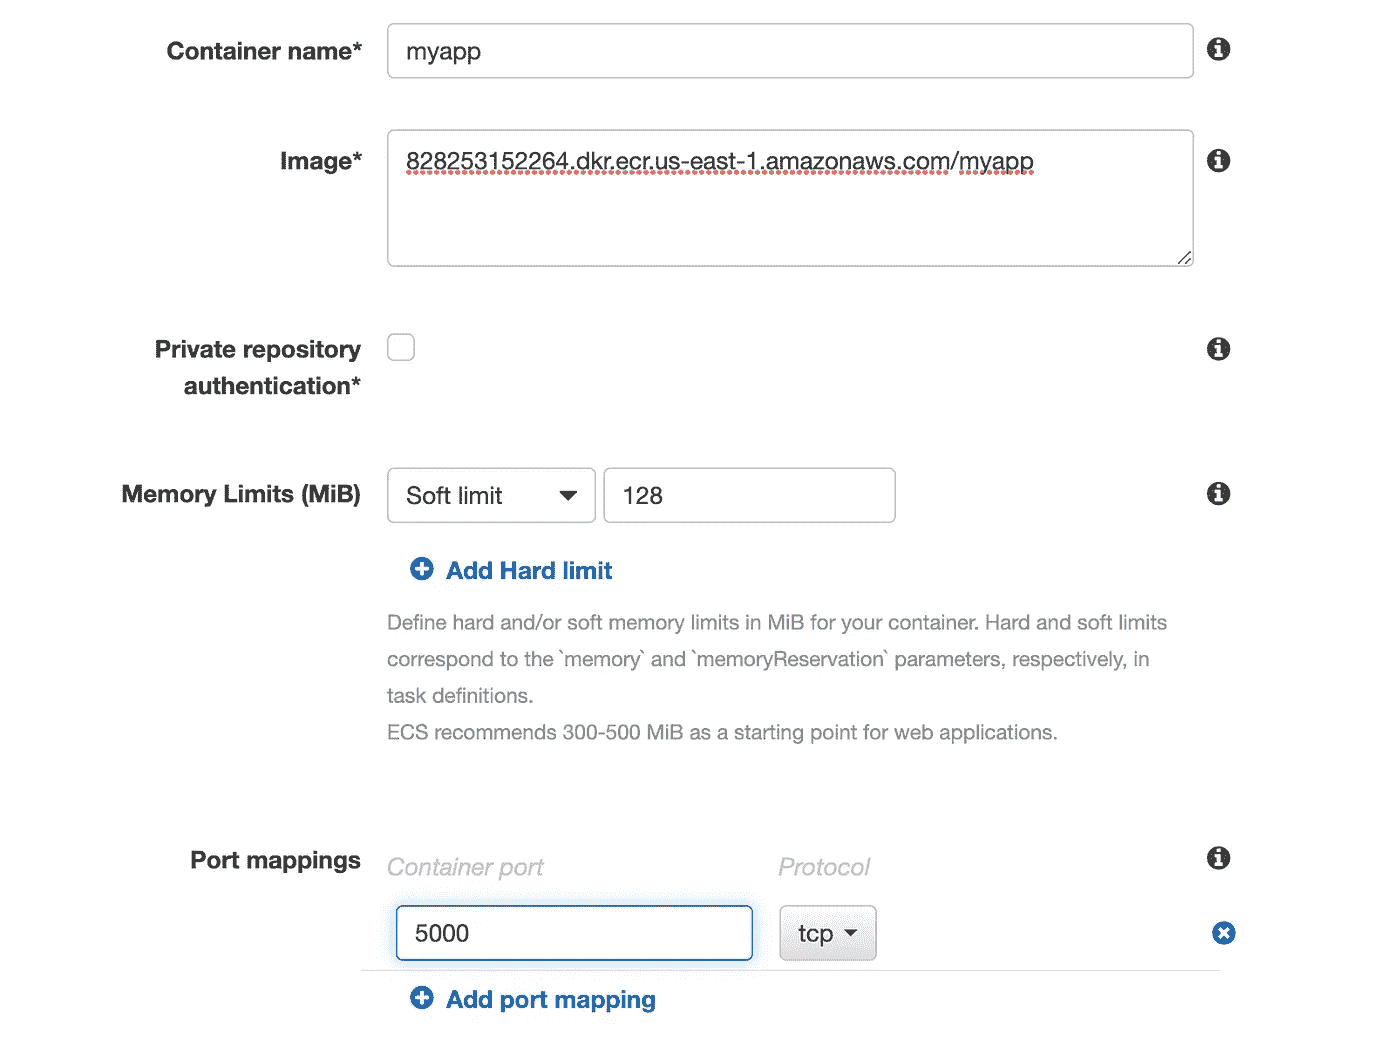 Container name*
myapp
Image*
828253152264.dkr.ecr.us-east-1.amazonaws.com/myapp
Private repository
authentication*
Memory Limits (MiB)
Soft limit
128
Add Hard limit
Define hard and/or soft memory limits in MiB for your container. Hard and soft limits
correspond to the `memory` and `memoryReservation` parameters, respectively, in
task definitions.
ECS recommends 300-500 MiB as a starting point for web applications.
Port mappings
Container port
Protocol
5000
tcp
Add port mapping